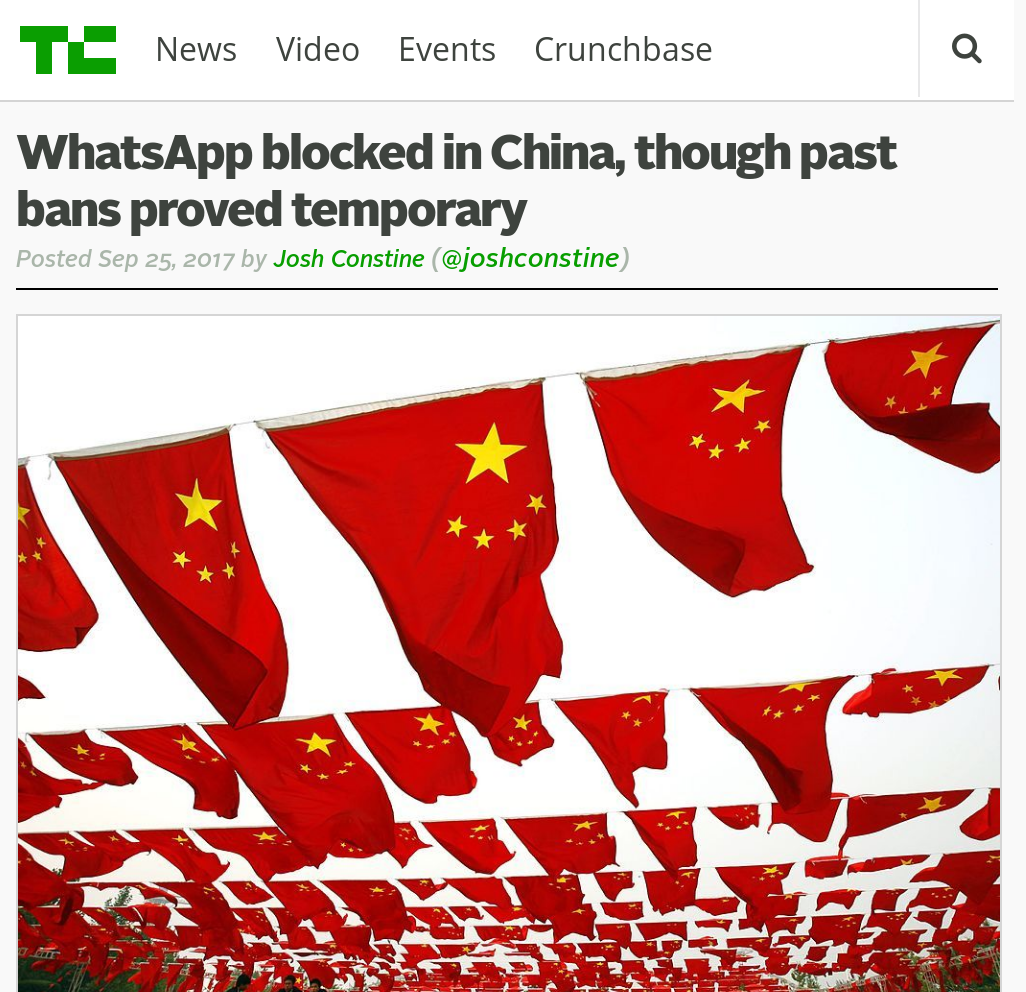 TC News Video Events Crunchbase
WhatsApp blocked in China, though past
bans proved temporary
Posted Sep 25, 2017 by Josh Constine (@joshconstine)